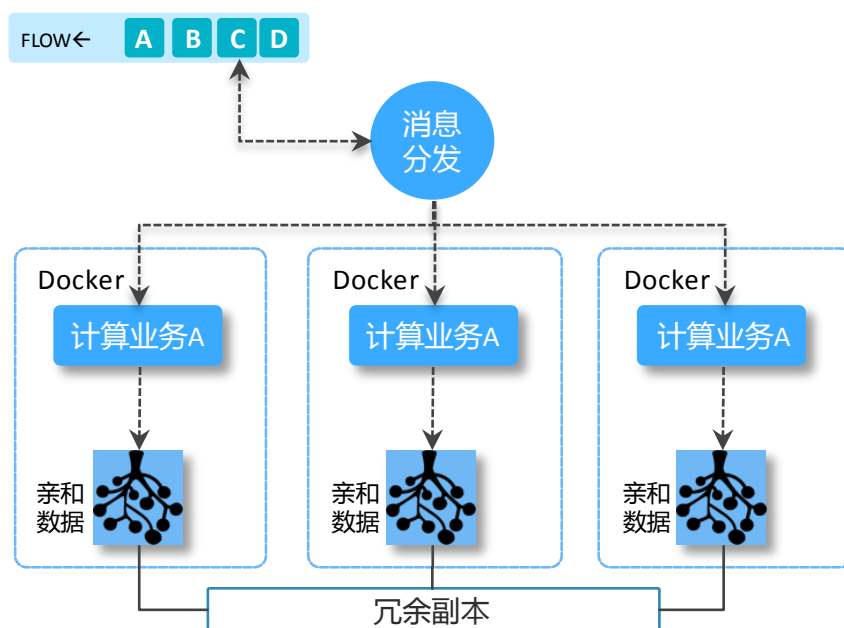 FLOW← A B C D
消息
分发
Docker Docker Docker
计算业务A 计算业务A 计算业务A
亲和
数据
亲和
数据
亲和
数据
冗余副本